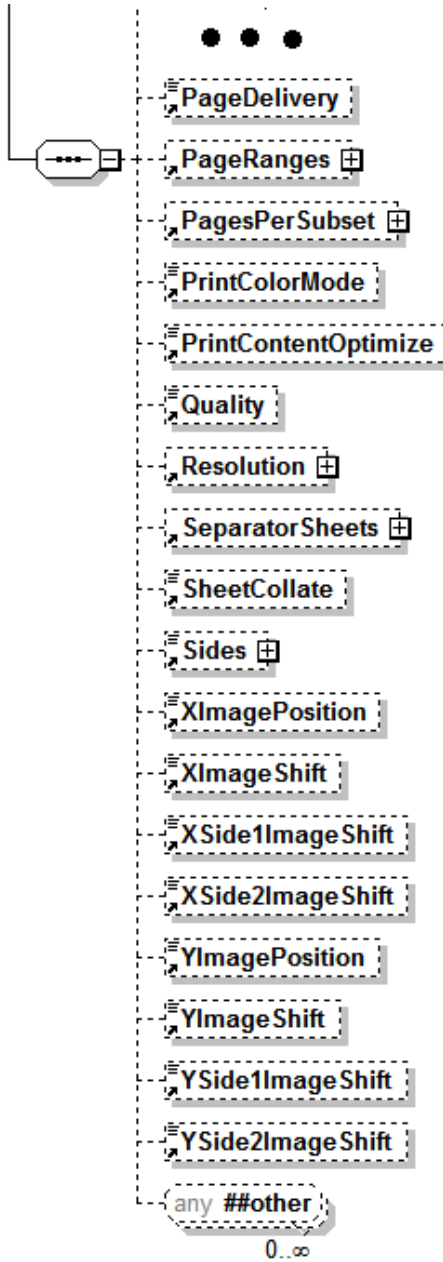 PageDelivery
PageRanges
PagesPerSubset
PrintColorMode
PrintContentOptimize
Quality
Resolution
SeparatorSheets
SheetCollate
Sides
XImagePosition
XImageShift
XSide1ImageShift
XSide2ImageShift
YImagePosition
YImageShift
YSide1ImageShift
YSide2ImageShift
any ##other
0..∞